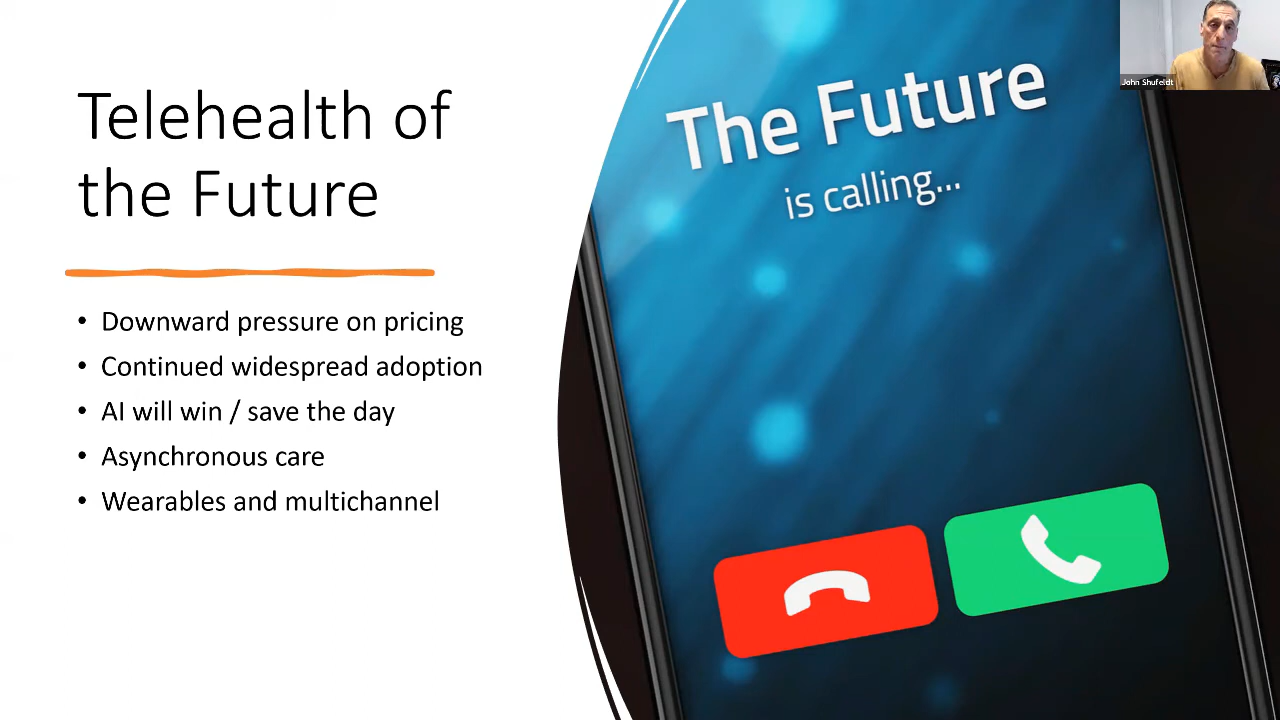 Telehealth of
the Future
• Downward pressure on pricing
• Continued widespread adoption
• AI will win / save the day
• Asynchronous care
• Wearables and multichannel
The Future
is calling...
John Shufeldt